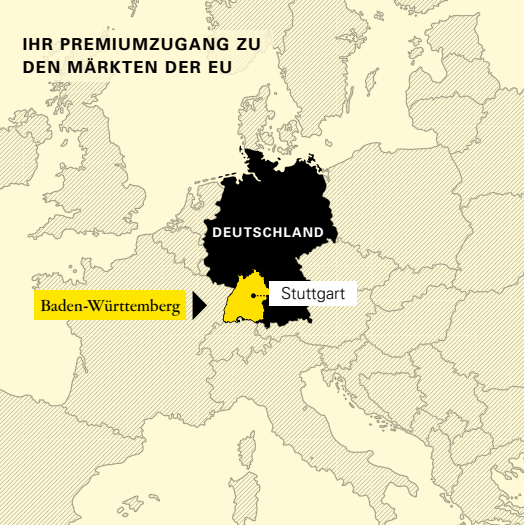 IHR PREMIUMZUGANG ZU
DEN MÄRKTEN DER EU
DEUTSCHLAND
Stuttgart
Baden-Württemberg